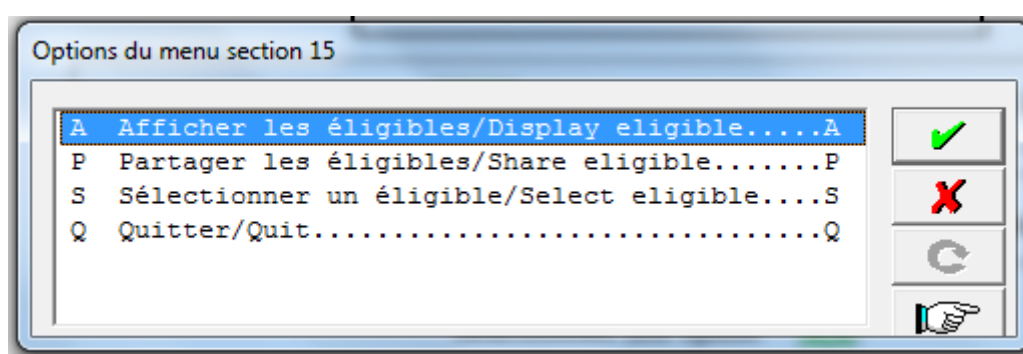 Options du menu section 15
A Afficher les éligibles/Display eligible.....A
P Partager les éligibles/Share eligible.......P
S Sélectionner un éligible/Select eligible....S
Q Quitter/Quit................................Q